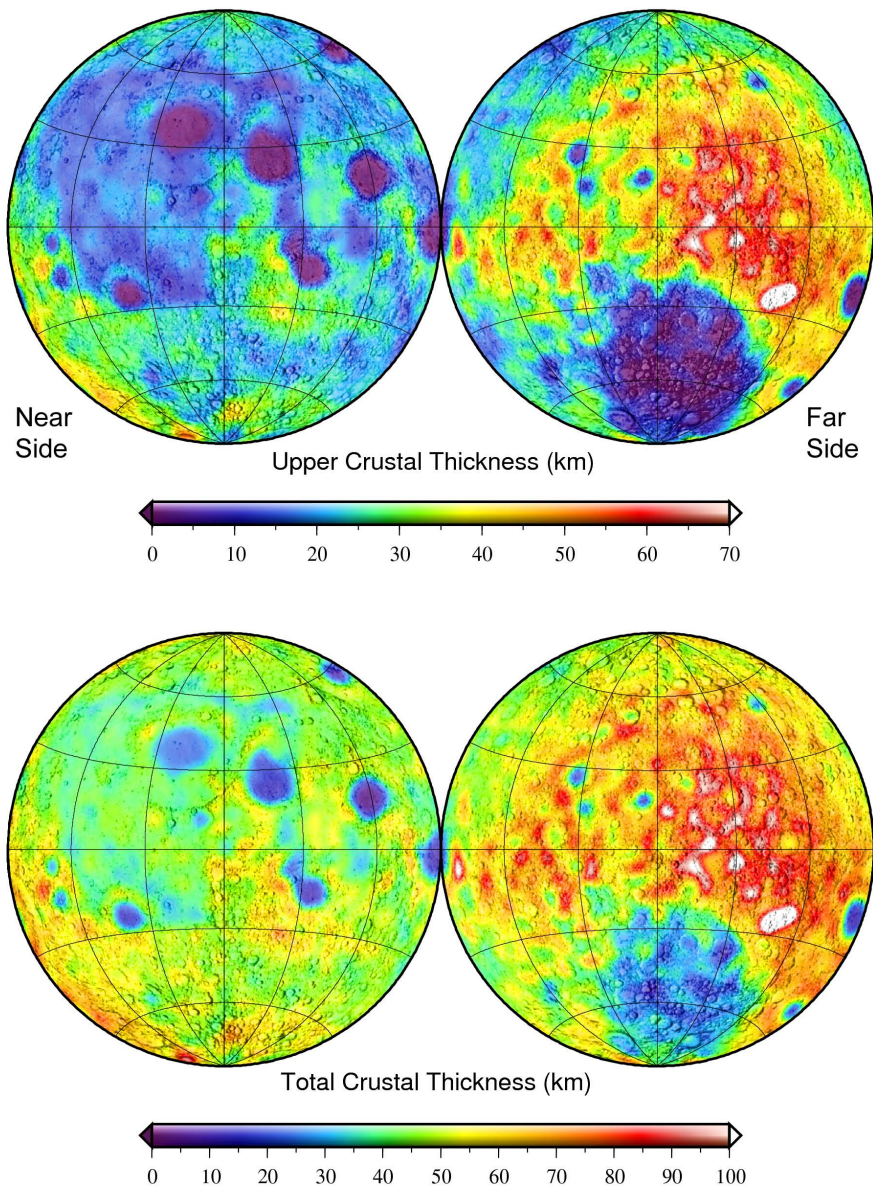 Near
Side
Far
Side
Upper Crustal Thickness (km)
0 10 20 30 40 50 60 70
Total Crustal Thickness (km)
0 10 20 30 40 50 60 70 80 90 100